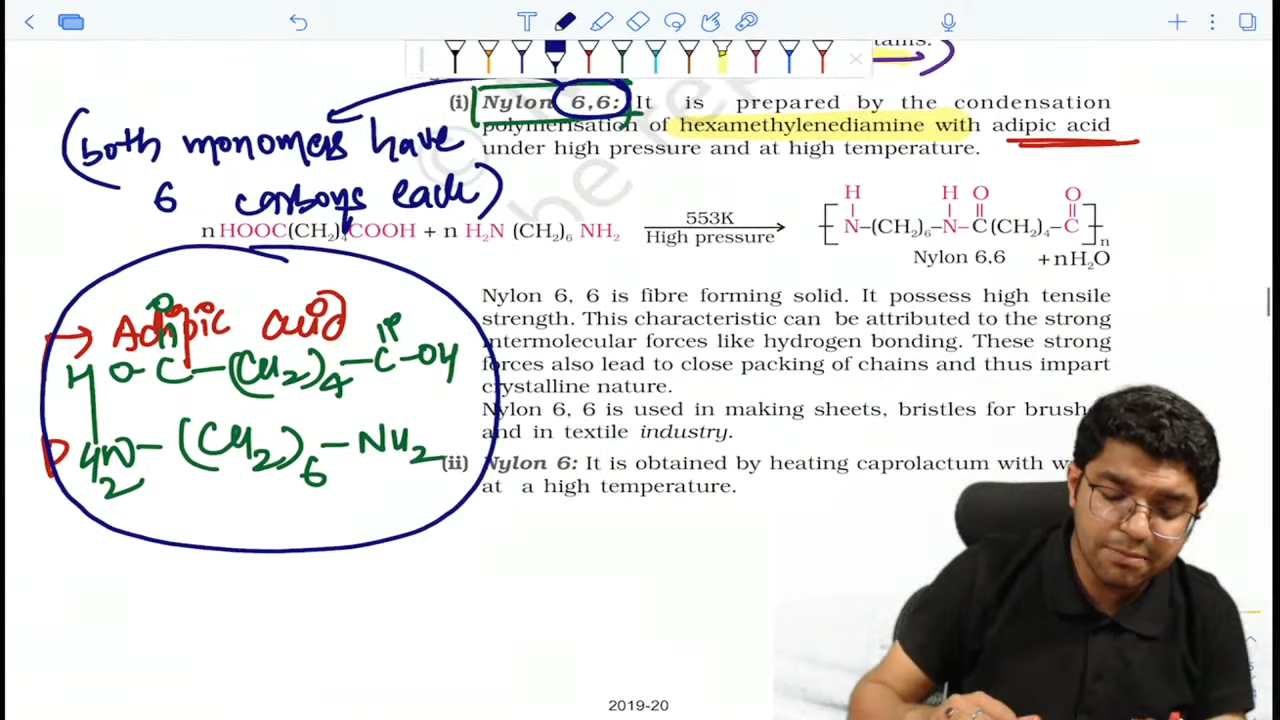 tams.
(i) Nylon 6,6: It is prepared by the condensation
polymerisation of hexamethylenediamine with adipic acid
under high pressure and at high temperature.
(both monomers have
6 carbons each)
n HOOC(CH₂)₄COOH + n H₂N (CH₂)₆ NH₂
553K
High pressure
H H O O
[N–(CH₂)₆–N–C(CH₂)₄–C]n
Nylon 6,6 + nH₂O
→ Adipic acid
O O
H O – C – (CH₂)₄ – C – OH
H₂N – (CH₂)₆ – NH₂
Nylon 6, 6 is fibre forming solid. It possess high tensile
strength. This characteristic can be attributed to the strong
intermolecular forces like hydrogen bonding. These strong
forces also lead to close packing of chains and thus impart
crystalline nature.
Nylon 6, 6 is used in making sheets, bristles for brush
and in textile industry.
(ii) Nylon 6: It is obtained by heating caprolactum with w
at a high temperature.
2019-20